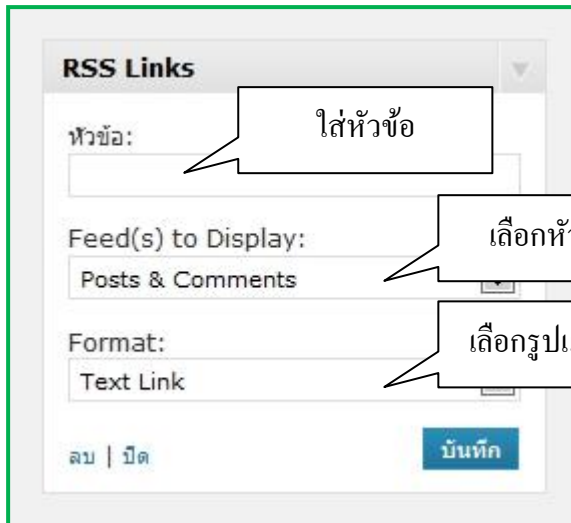 RSS Links
ใส่หัวข้อ
หัวข้อ:
Feed(s) to Display:
Posts & Comments
Format:
Text Link
ลบ | ปิด
บันทึก